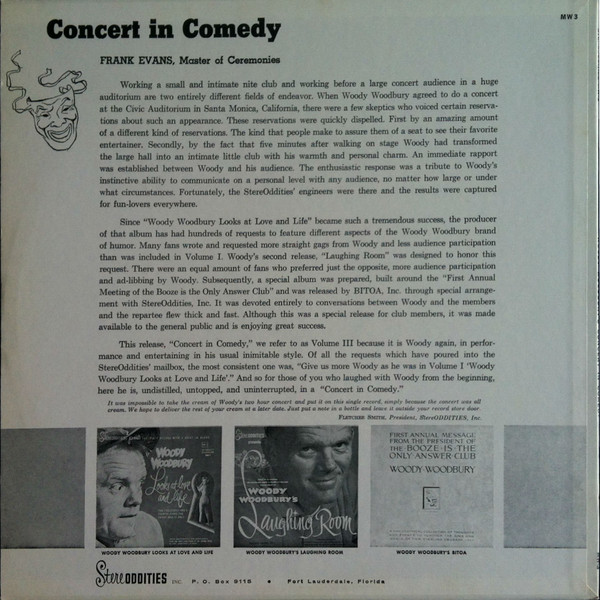 Concert in Comedy
MW3
FRANK EVANS, Master of Ceremonies
Working a small and intimate nite club and working before a large concert audience in a huge
auditorium are two entirely different fields of endeavor. When Woody Woodbury agreed to do a concert
at the Civic Auditorium in Santa Monica, California, there were a few skeptics who voiced certain reserva-
tions about such an appearance. These reservations were quickly dispelled. First by an amazing amount
of a different kind of reservations. The kind that people make to assure them of a seat to see their favorite
entertainer. Secondly, by the fact that five minutes after walking on stage Woody had transformed
the large hall into an intimate little club with his warmth and personal charm. An immediate rapport
was established between Woody and his audience. The enthusiastic response was a tribute to Woody's
instinctive ability to communicate on a personal level with any audience, no matter how large or under
what circumstances. Fortunately, the StereOddities' engineers were there and the results were captured
for fun-lovers everywhere.
Since "Woody Woodbury Looks at Love and Life" became such a tremendous success, the producer
of that album has had hundreds of requests to feature different aspects of the Woody Woodbury brand
of humor. Many fans wrote and requested more straight gags from Woody and less audience participation
than was included in Volume I. Woody's second release, "Laughing Room" was designed to honor this
request. There were an equal amount of fans who preferred just the opposite, more audience participation
and ad-libbing by Woody. Subsequently, a special album was prepared, built around the "First Annual
Meeting of the Booze is the Only Answer Club" and was released by BITOA, Inc. through special arrange-
ment with StereOddities, Inc. It was devoted entirely to conversations between Woody and the members
and the repartee flew thick and fast. Although this was a special release for club members, it was made
available to the general public and is enjoying great success.
This release, "Concert in Comedy," we refer to as Volume III because it is Woody again, in perfor-
mance and entertaining in his usual inimitable style. Of all the requests which have poured into the
StereOddities' mailbox, the most consistent one was, "Give us more Woody as he was in Volume I 'Woody
Woodbury Looks at Love and Life'." And so for those of you who laughed with Woody from the beginning,
here he is, undistilled, untopped, and uninterrupted, in a "Concert in Comedy."
It was impossible to take the cream of Woody's two hour concert and put it on this single record, simply because the concert was all
cream. We hope to deliver the rest of your cream at a later date. Just put a note in a bottle and leave it outside your record store door
FLETCHER SMITH, President, StereODDITIES, Inc.
WOODY
WOODBURY
Looks at love
and life
WOODY
WOODBURY'S
Laughing Room
FIRST ANNUAL MESSAGE
FROM THE PRESIDENT OF
THE BOOZE·IS·THE
ONLY ANSWER·CLUB
WOODY·WOODBURY
WOODY WOODBURY LOOKS AT LOVE AND LIFE
WOODY WOODBURY'S LAUGHING ROOM
WOODY WOODBURY'S BITOA
StereODDITIES INC. P. O. Box 9115 • Fort Lauderdale, Florida